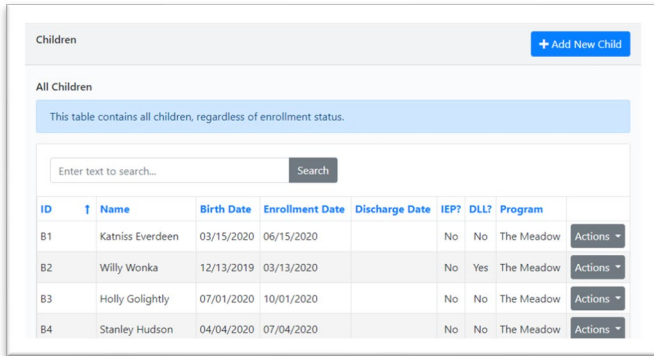 Children
+ Add New Child
All Children
This table contains all children, regardless of enrollment status.
Enter text to search... Search
ID ↑ Name Birth Date Enrollment Date Discharge Date IEP? DLL? Program
B1 Katniss Everdeen 03/15/2020 06/15/2020 No No The Meadow Actions
B2 Willy Wonka 12/13/2019 03/13/2020 No Yes The Meadow Actions
B3 Holly Golightly 07/01/2020 10/01/2020 No No The Meadow Actions
B4 Stanley Hudson 04/04/2020 07/04/2020 No No The Meadow Actions